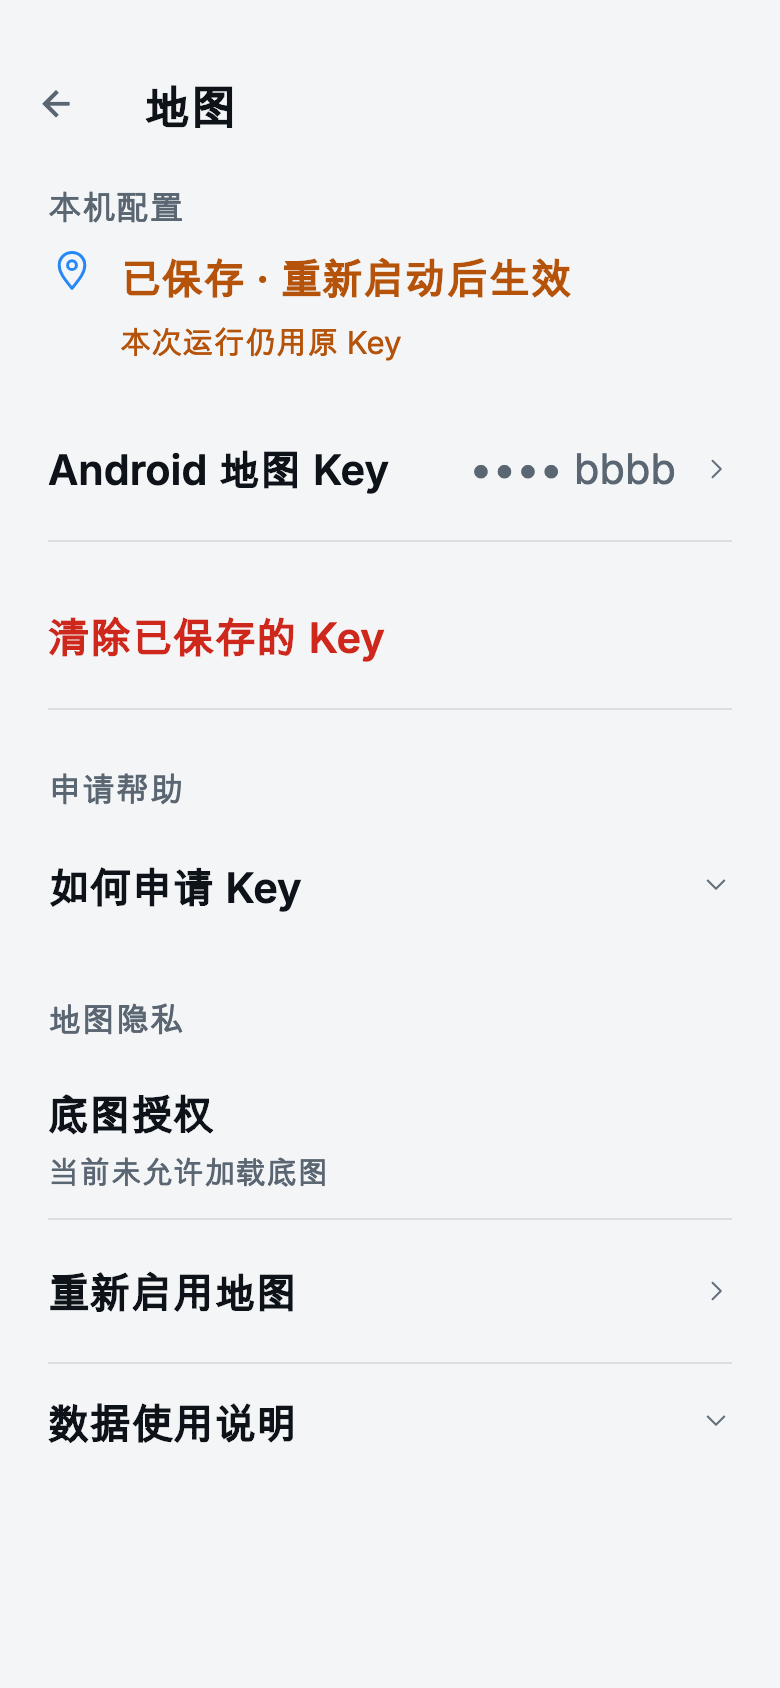 地图
本机配置
已保存 · 重新启动后生效
本次运行仍用原 Key
Android 地图 Key •••• bbbb
清除已保存的 Key
申请帮助
如何申请 Key
地图隐私
底图授权
当前未允许加载底图
重新启用地图
数据使用说明